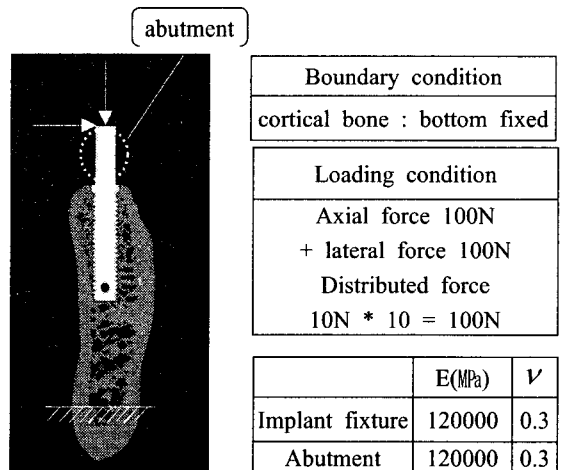 abutment
Boundary condition
cortical bone : bottom fixed
Loading condition
Axial force 100N
+ lateral force 100N
Distributed force
10N * 10 = 100N
E(MPa) ν
Implant fixture 120000 0.3
Abutment 120000 0.3